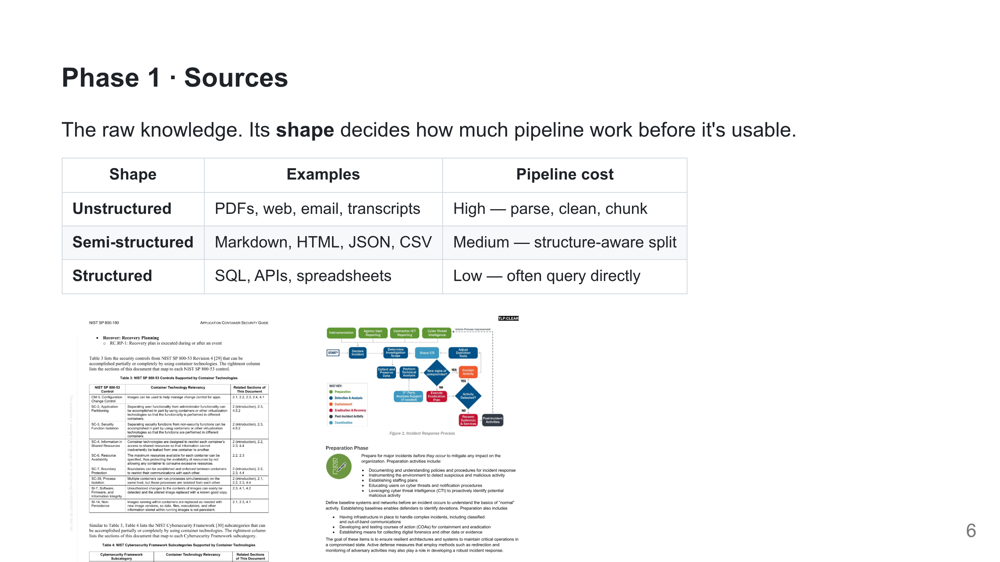 Phase 1 · Sources
The raw knowledge. Its shape decides how much pipeline work before it's usable.
Shape Examples Pipeline cost
Unstructured PDFs, web, email, transcripts High — parse, clean, chunk
Semi-structured Markdown, HTML, JSON, CSV Medium — structure-aware split
Structured SQL, APIs, spreadsheets Low — often query directly
NIST SP 800-190 APPLICATION CONTAINER SECURITY GUIDE
• Recover: Recovery Planning
○ RC.RP-1: Recovery plan is executed during or after an event
Table 3 lists the security controls from NIST SP 800-53 Revision 4 [29] that can be
accomplished partially or completely by using container technologies. The rightmost column
lists the sections of this document that map to each NIST SP 800-53 control.
Table 3: NIST SP 800-53 Controls Supported by Container Technologies
NIST SP 800-53 Container Technology Relevancy Related Sections of
Control This Document
CM-3, Configuration Images can be used to help manage change control for apps. 2.1, 2.2, 2.3, 2.4, 4.1
Change Control
SC-2, Application Separating user functionality from administrator functionality can 2 (introduction), 2.3,
Partitioning be accomplished in part by using containers or other virtualization 4.5.2
technologies so that the functionality is performed in different
containers.
SC-3, Security Separating security functions from non-security functions can be 2 (introduction), 2.3,
Function Isolation accomplished in part by using containers or other virtualization 4.5.2
technologies so that the functions are performed in different
containers.
SC-4, Information in Container technologies are designed to restrict each container's 2 (introduction), 2.2,
Shared Resources access to shared resources so that information cannot 2.3, 4.4
inadvertently be leaked from one container to another.
SC-6, Resource The maximum resources available for each container can be 2.2, 2.3
Availability specified, thus protecting the availability of resources by not
allowing any container to consume excessive resources.
SC-7, Boundary Boundaries can be established and enforced between containers 2 (introduction), 2.2,
Protection to restrict their communications with each other. 2.3, 4.4
SC-39, Process Multiple containers can run processes simultaneously on the 2 (introduction), 2.1,
Isolation same host, but those processes are isolated from each other. 2.2, 2.3, 4.4
SI-7, Software, Unauthorized changes to the contents of images can easily be 2.3, 4.1, 4.2
Firmware, and detected and the altered image replaced with a known good copy.
Information Integrity
SI-14, Non- Images running within containers are replaced as needed with 2.1, 2.3, 4.1
Persistence new image versions, so data, files, executables, and other
information stored within running images is not persistent.
Similar to Table 3, Table 4 lists the NIST Cybersecurity Framework [30] subcategories that can
be accomplished partially or completely by using container technologies. The rightmost column
lists the sections of this document that map to each Cybersecurity Framework subcategory.
Table 4: NIST Cybersecurity Framework Subcategories Supported by Container Technologies
Cybersecurity Framework Container Technology Relevancy Related Sections
Subcategory of This Document
This publication is available free of charge from: https://doi.org/10.6028/NIST.SP.800-190
TLP:CLEAR
Instrumentation
Agency User
Reporting
Contractor/ICT
Reporting
Cyber Threat
Intelligence
Inform Process Improvement
START*
Declare
Incident
Determine
Investigation
Scope
Share CTI
Adjust
Detection
Tools
Collect and
Preserve
Data
Perform
Technical
Analysis
New signs of
compromise?
YES
Contain
Activity
YES
NO
3rd Party
Analysis Support
(if needed)
Execute
Eradication
Plan
Activity
Detected?
NO
Recover
System(s)
& Services
Post-Incident
Activities
NIST KEY:
Preparation
Detection & Analysis
Containment
Eradication & Recovery
Post-Incident Activity
Coordination
Figure 1: Incident Response Process
Preparation Phase
Prepare for major incidents before they occur to mitigate any impact on the
organization. Preparation activities include:
• Documenting and understanding policies and procedures for incident response
• Instrumenting the environment to detect suspicious and malicious activity
• Establishing staffing plans
• Educating users on cyber threats and notification procedures
• Leveraging cyber threat intelligence (CTI) to proactively identify potential
malicious activity
Define baseline systems and networks before an incident occurs to understand the basics of “normal”
activity. Establishing baselines enables defenders to identify deviations. Preparation also includes
• Having infrastructure in place to handle complex incidents, including classified
and out-of-band communications
• Developing and testing courses of action (COAs) for containment and eradication
• Establishing means for collecting digital forensics and other data or evidence
The goal of these items is to ensure resilient architectures and systems to maintain critical operations in
a compromised state. Active defense measures that employ methods such as redirection and
monitoring of adversary activities may also play a role in developing a robust incident response.
6